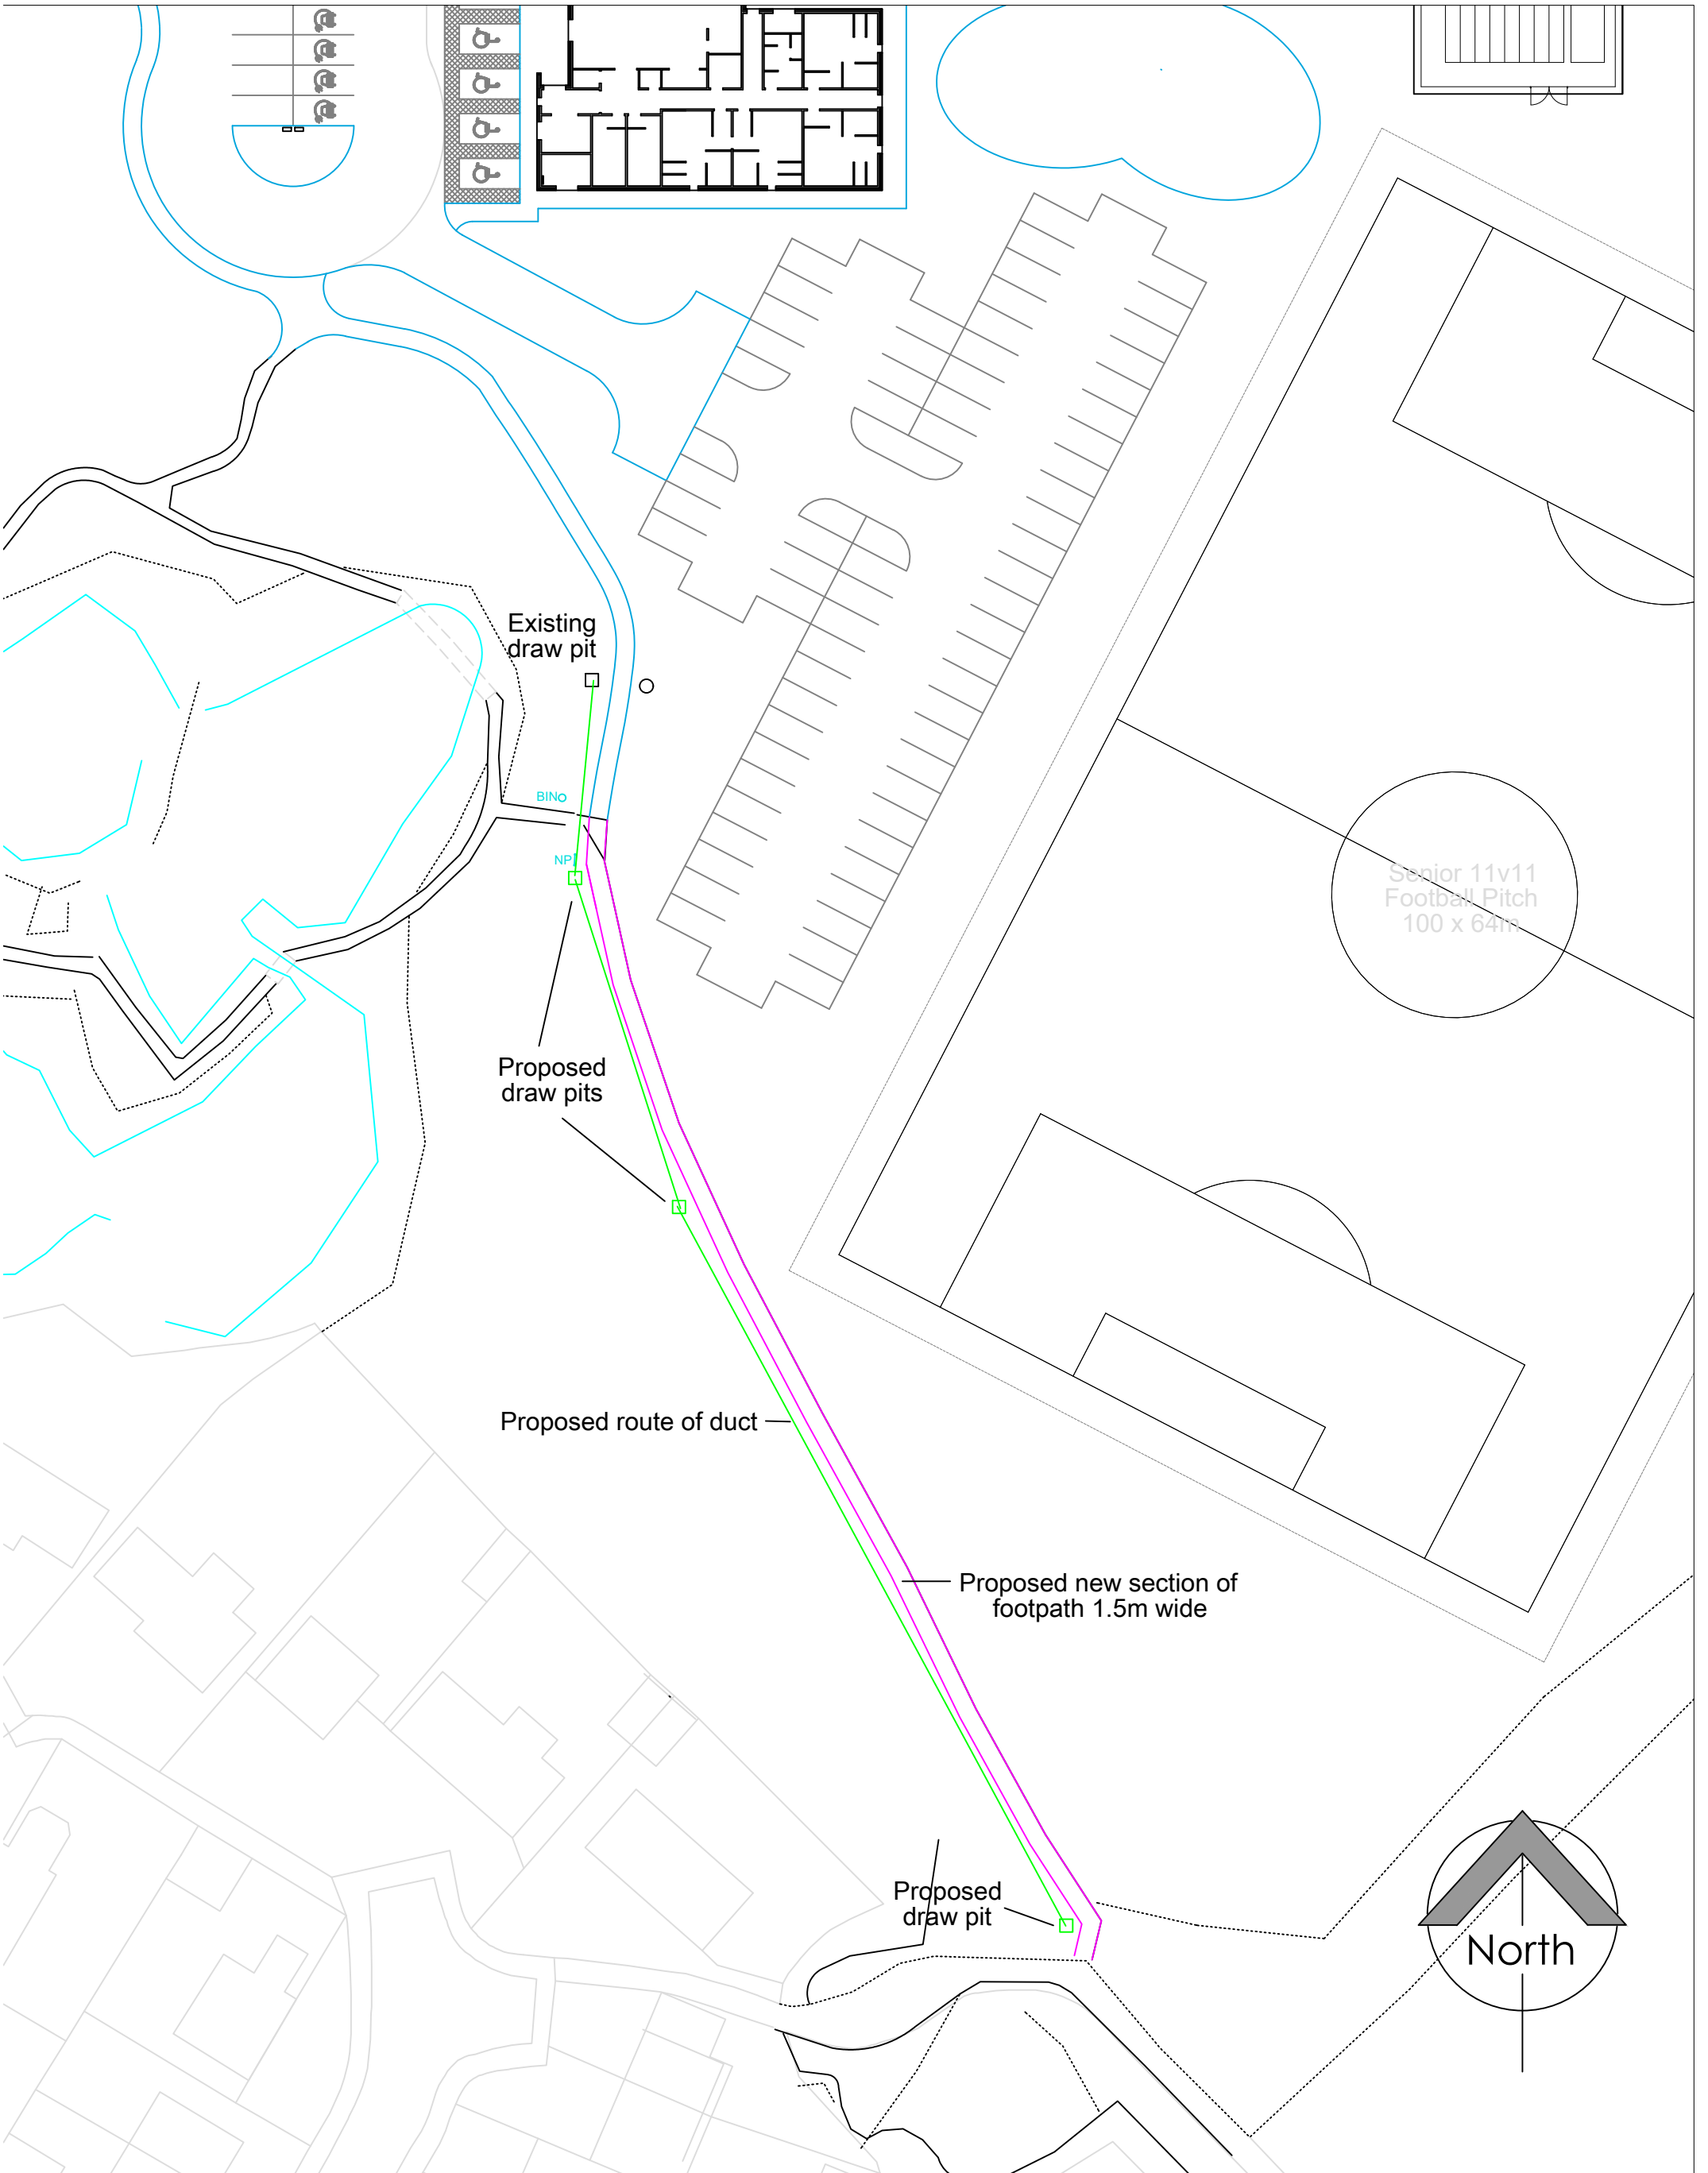 Existing
draw pit
BIN
NP
Senior 11v11
Football Pitch
100 x 64m
Proposed
draw pits
Proposed route of duct
Proposed new section of
footpath 1.5m wide
Proposed
draw pit
North